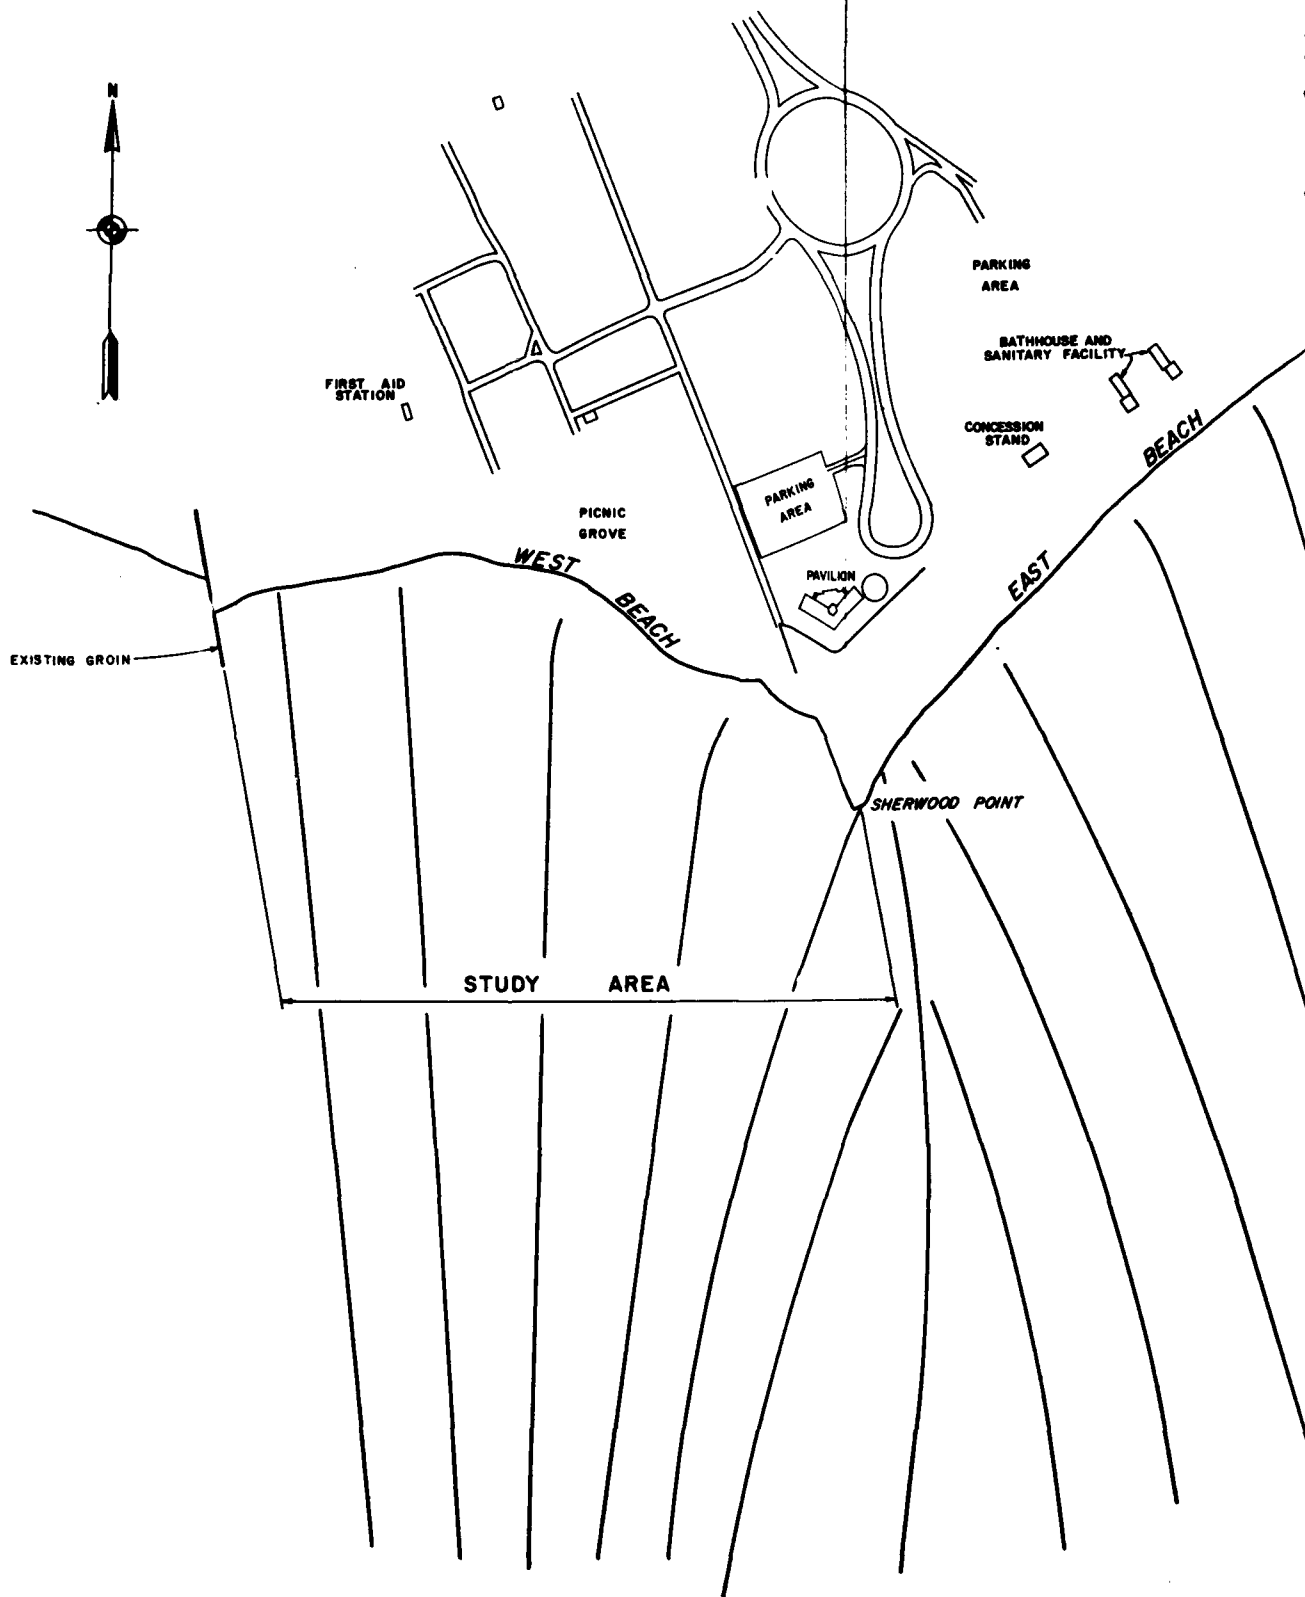 N
PARKING
AREA
BATHHOUSE AND
SANITARY FACILITY
FIRST AID
STATION
CONCESSION
STAND
PARKING
AREA
PICNIC
GROVE
WEST
BEACH
EAST
BEACH
PAVILION
EXISTING GROIN
SHERWOOD POINT
STUDY AREA